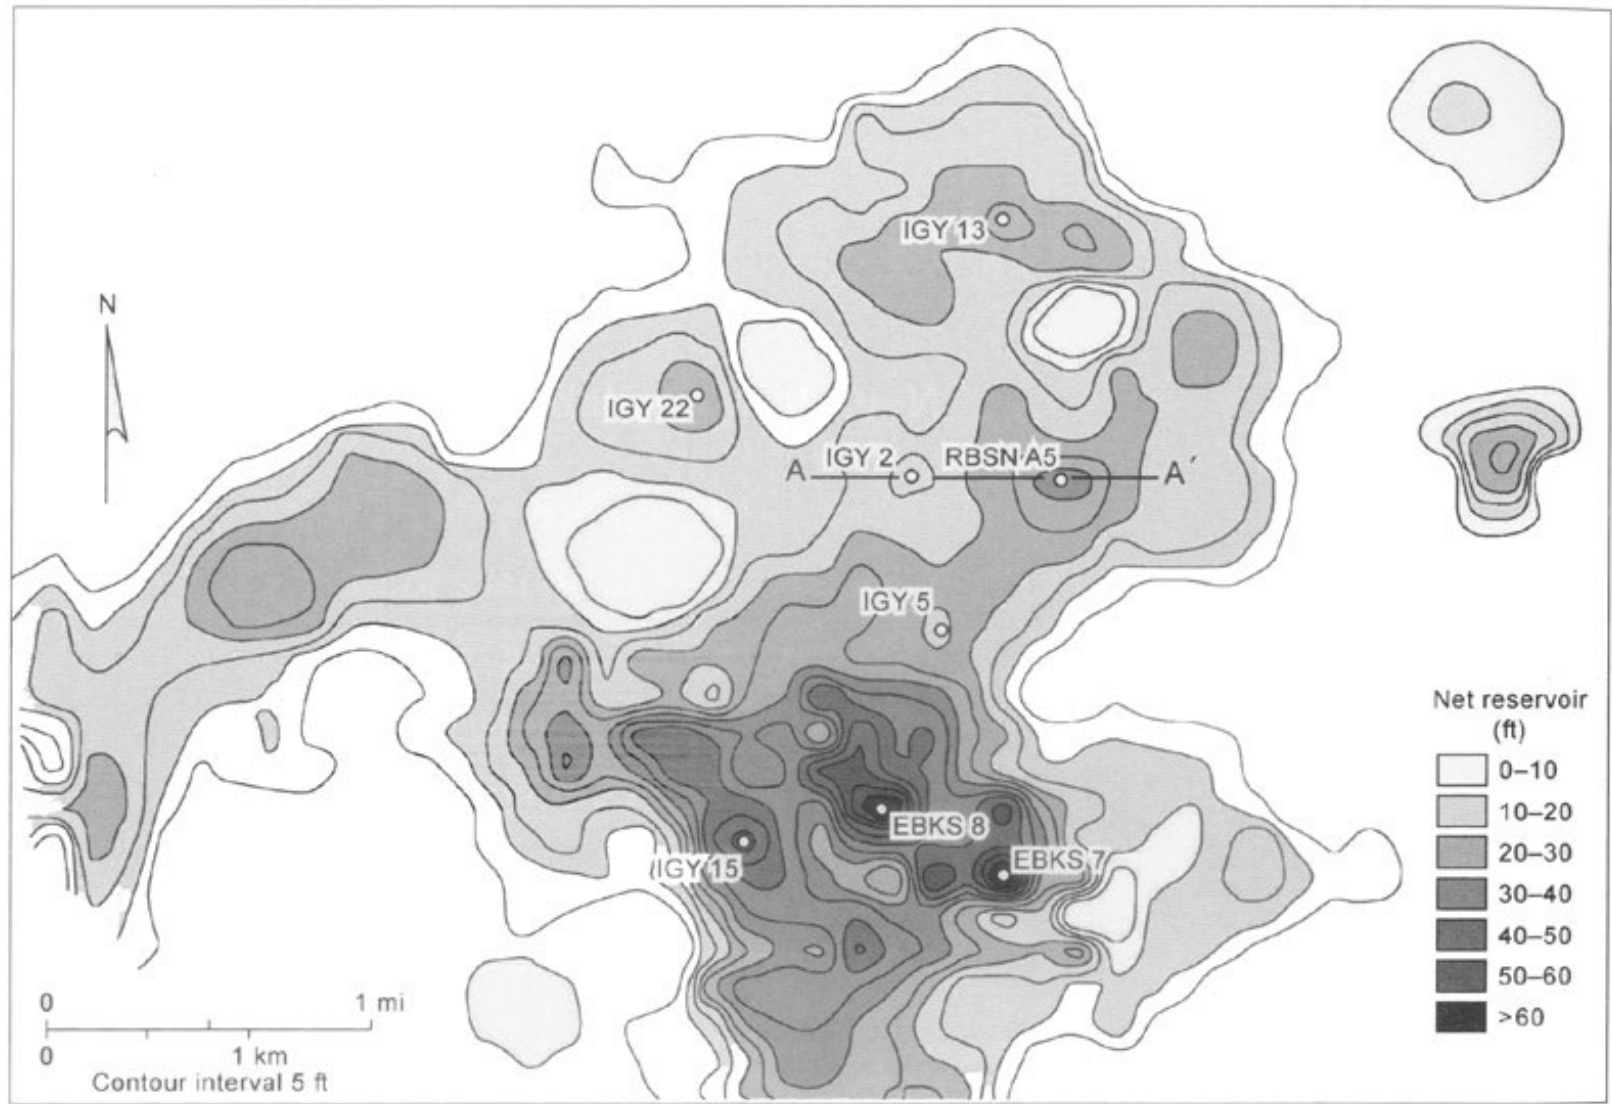 IGY 13
N
IGY 22
A IGY 2 RBSN A5 A´
IGY 5
Net reservoir
(ft)
0–10
10–20
20–30
30–40
40–50
50–60
>60
EBKS 8
EBKS 7
IGY 15
0 1 mi
0 1 km
Contour interval 5 ft